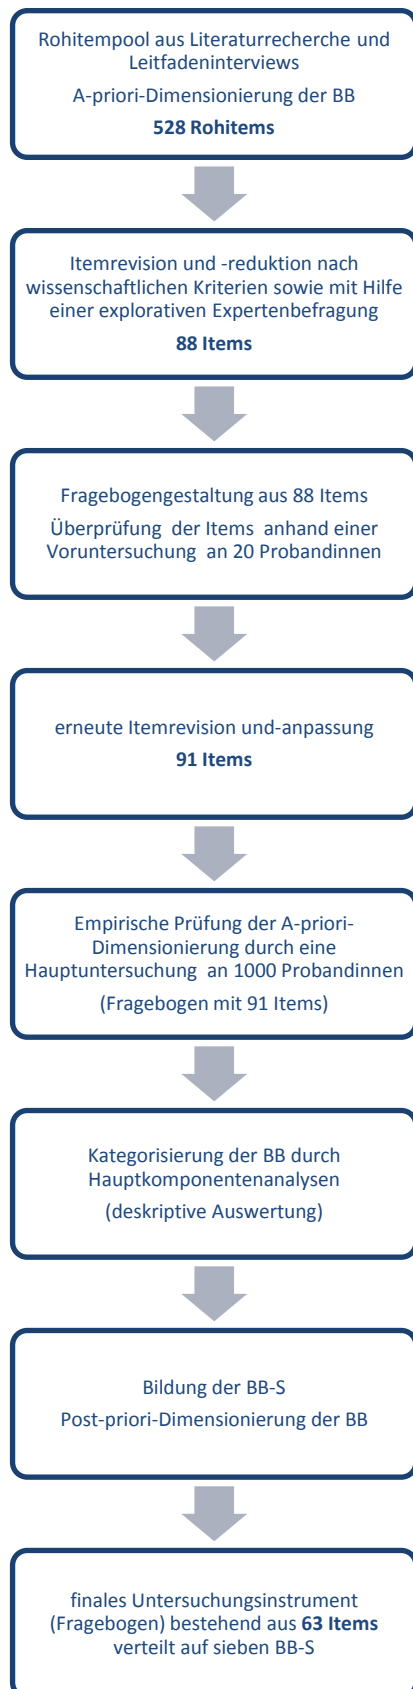 Rohitempool aus Literaturrecherche und
Leitfadeninterviews
A-priori-Dimensionierung der BB
528 Rohitems
Itemrevision und -reduktion nach
wissenschaftlichen Kriterien sowie mit Hilfe
einer explorativen Expertenbefragung
88 Items
Fragebogengestaltung aus 88 Items
Überprüfung der Items anhand einer
Voruntersuchung an 20 Probandinnen
erneute Itemrevision und-anpassung
91 Items
Empirische Prüfung der A-priori-
Dimensionierung durch eine
Hauptuntersuchung an 1000 Probandinnen
(Fragebogen mit 91 Items)
Kategorisierung der BB durch
Hauptkomponentenanalysen
(deskriptive Auswertung)
Bildung der BB-S
Post-priori-Dimensionierung der BB
finales Untersuchungsinstrument
(Fragebogen) bestehend aus 63 Items
verteilt auf sieben BB-S